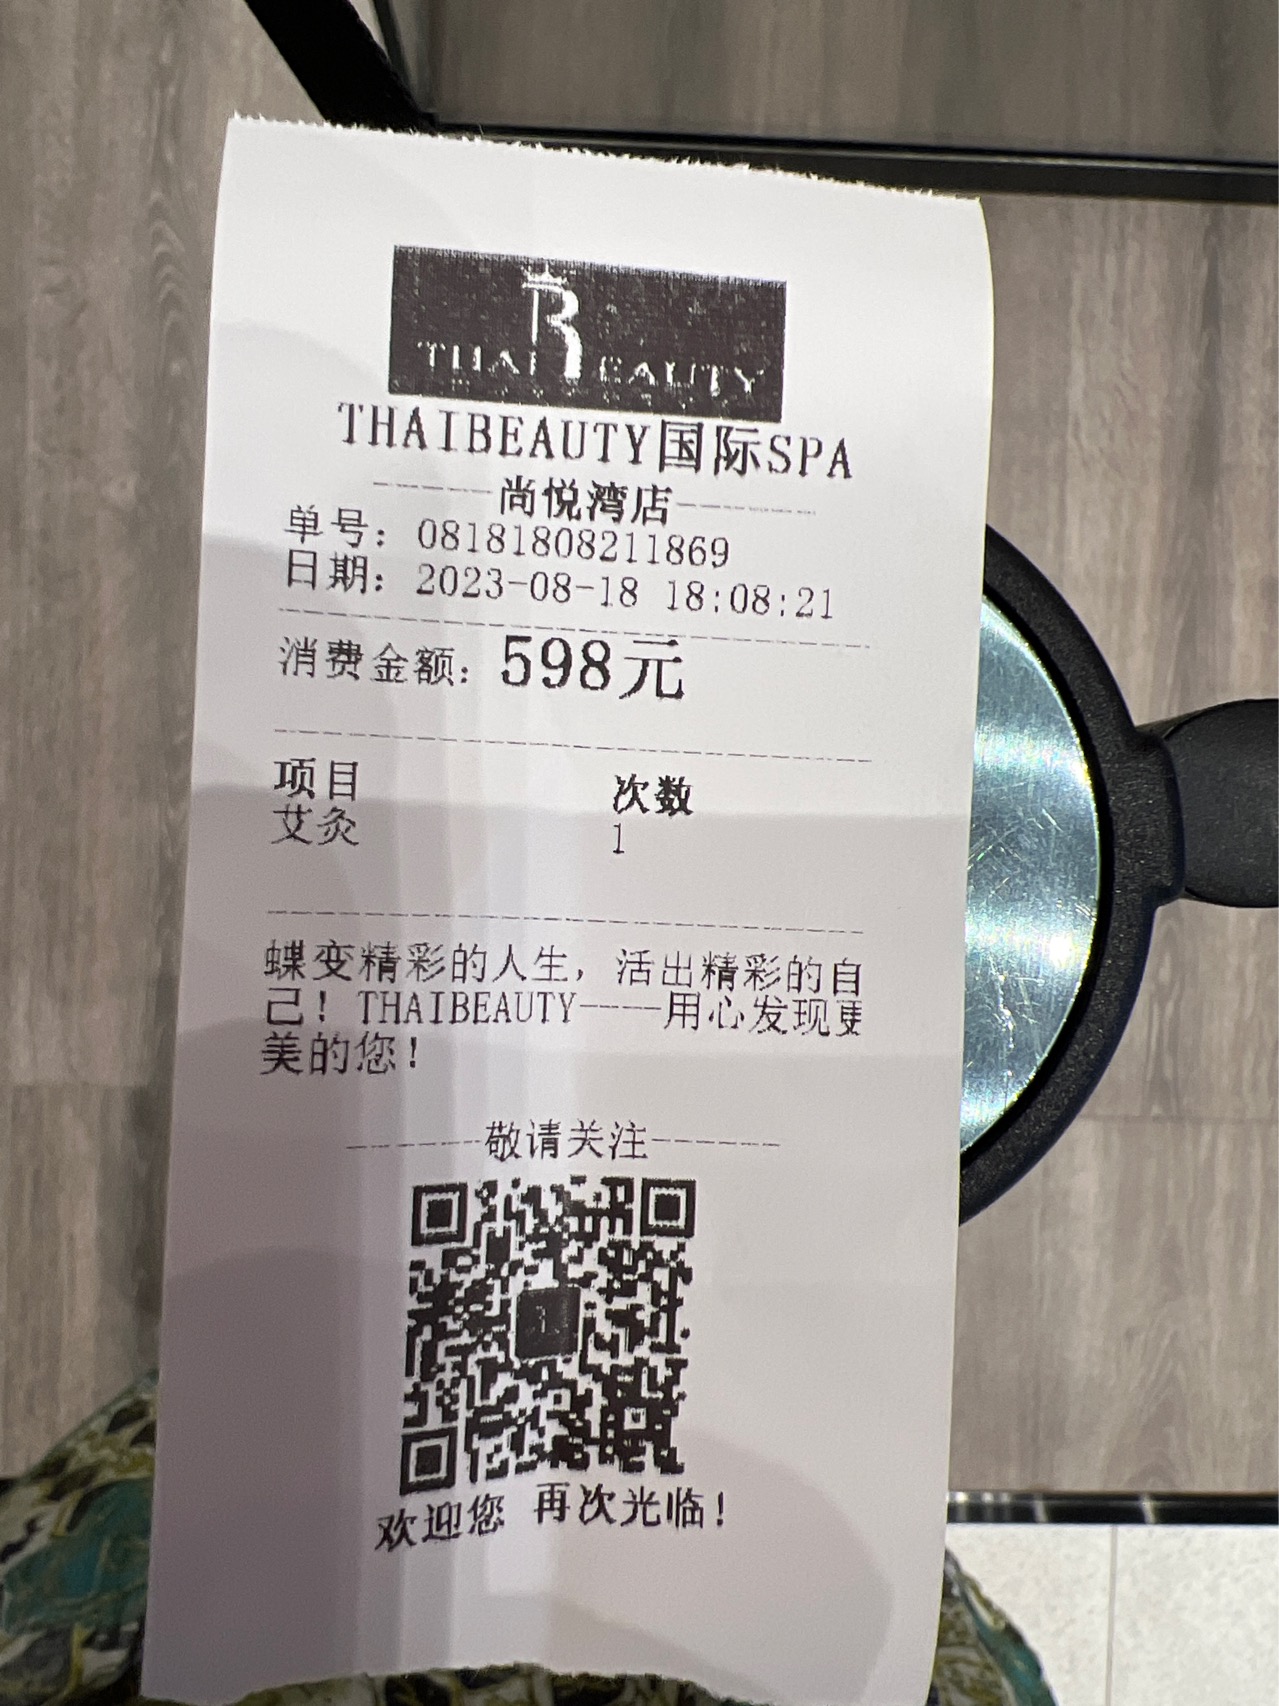 THAI BEAUTY
THAIBEAUTY国际SPA
------尚悦湾店------
单号：08181808211869
日期：2023-08-18 18:08:21
消费金额：598元
项目 次数
艾灸 1
蝶变精彩的人生，活出精彩的自
己！THAIBEAUTY——用心发现更
美的您！
------敬请关注------
欢迎您 再次光临！